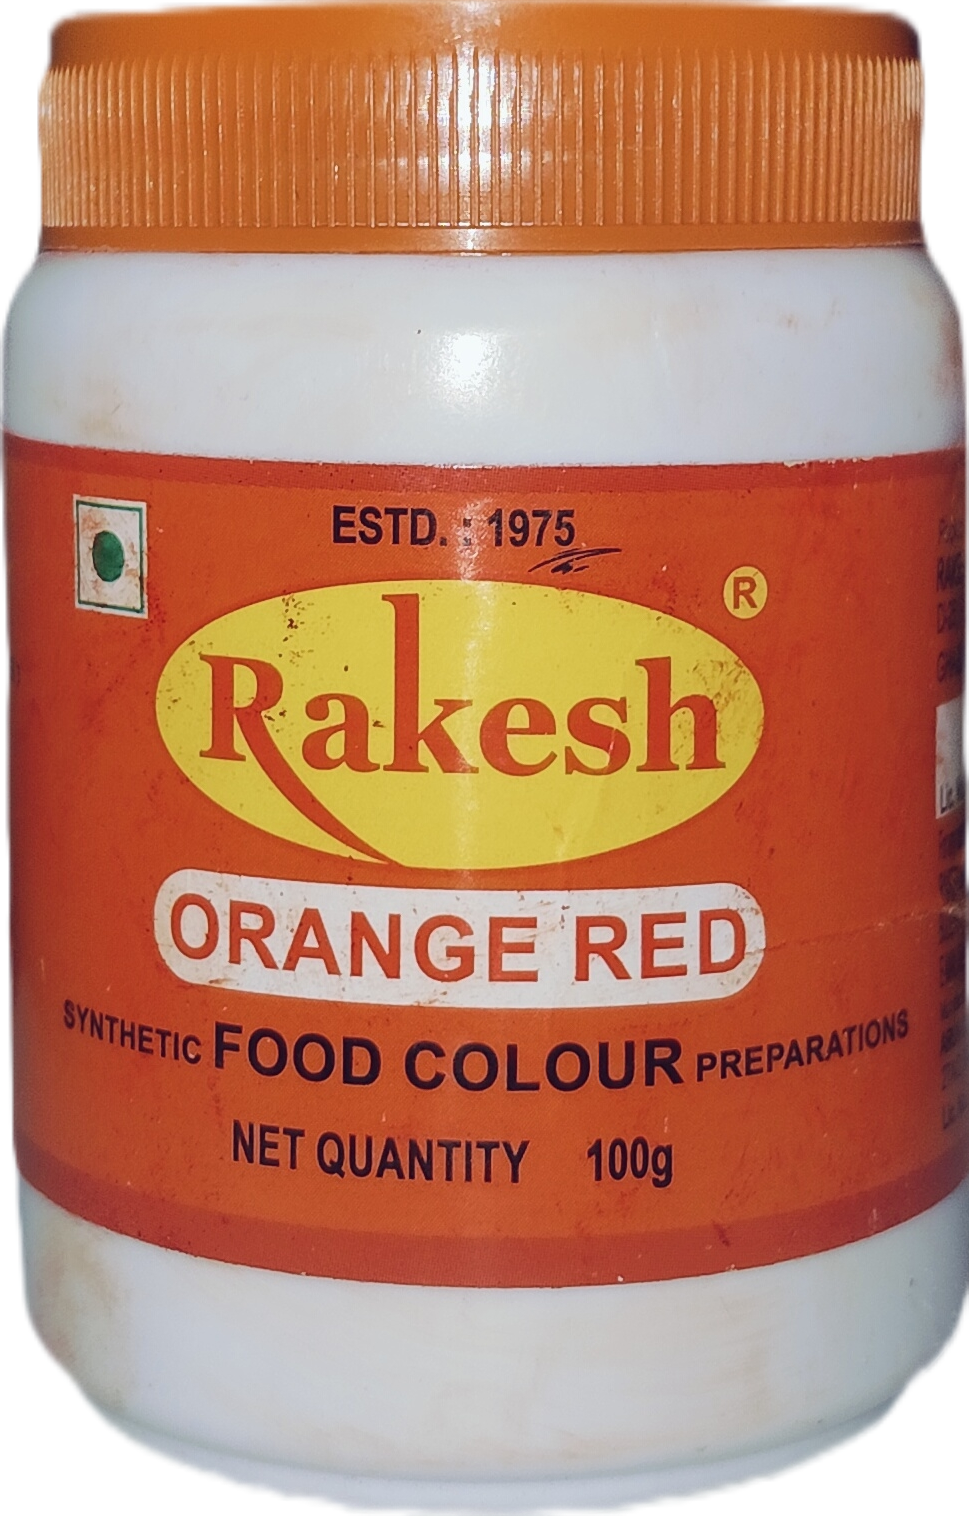 ESTD. : 1975
®
Rakesh
ORANGE RED
SYNTHETIC FOOD COLOUR PREPARATIONS
NET QUANTITY 100g